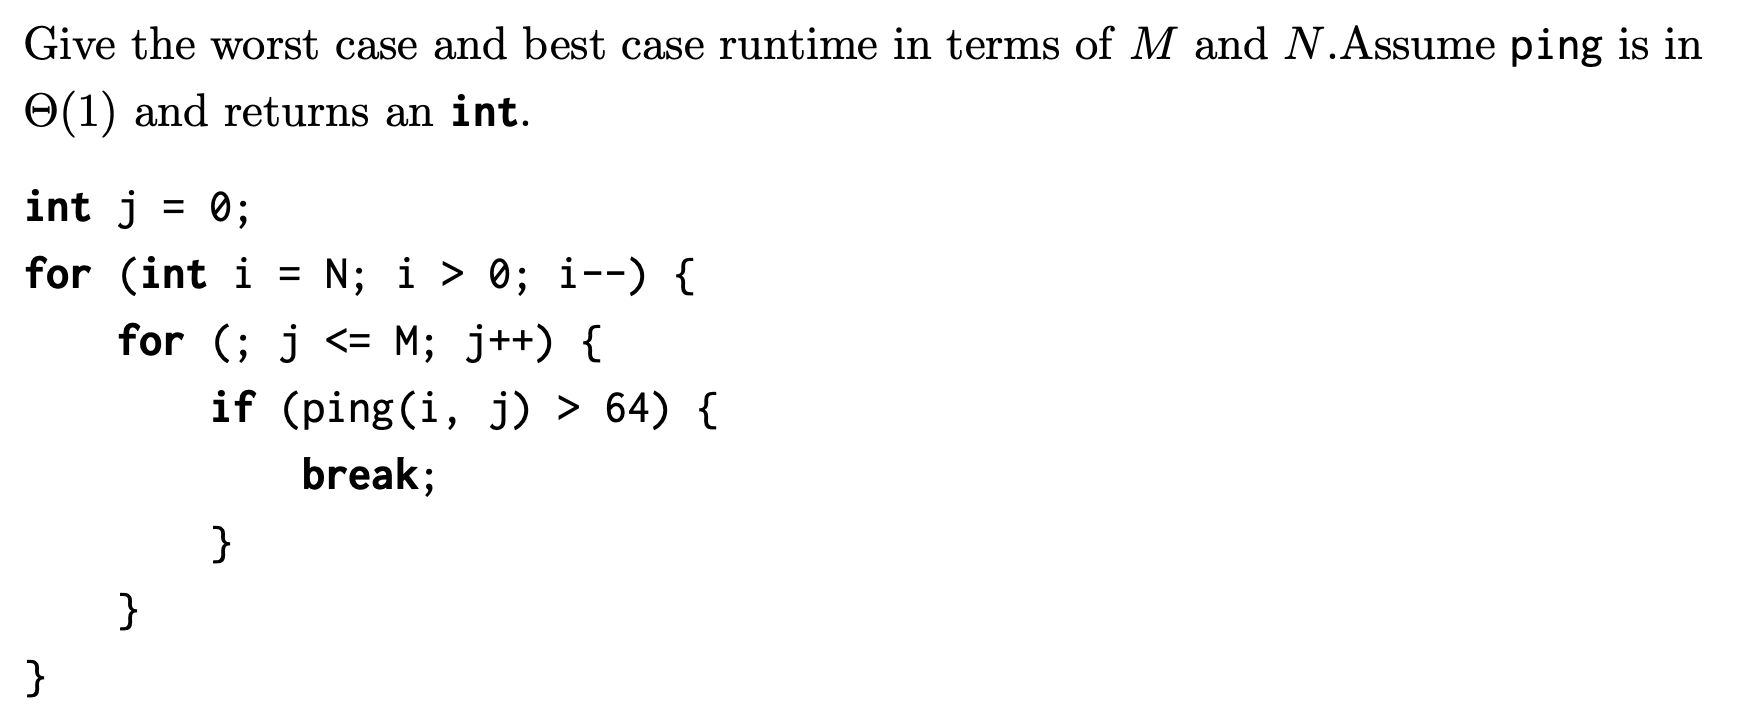 Give the worst case and best case runtime in terms of M and N.Assume ping is in
Θ(1) and returns an int.
int j = 0;
for (int i = N; i > 0; i--) {
    for (; j <= M; j++) {
        if (ping(i, j) > 64) {
            break;
        }
    }
}